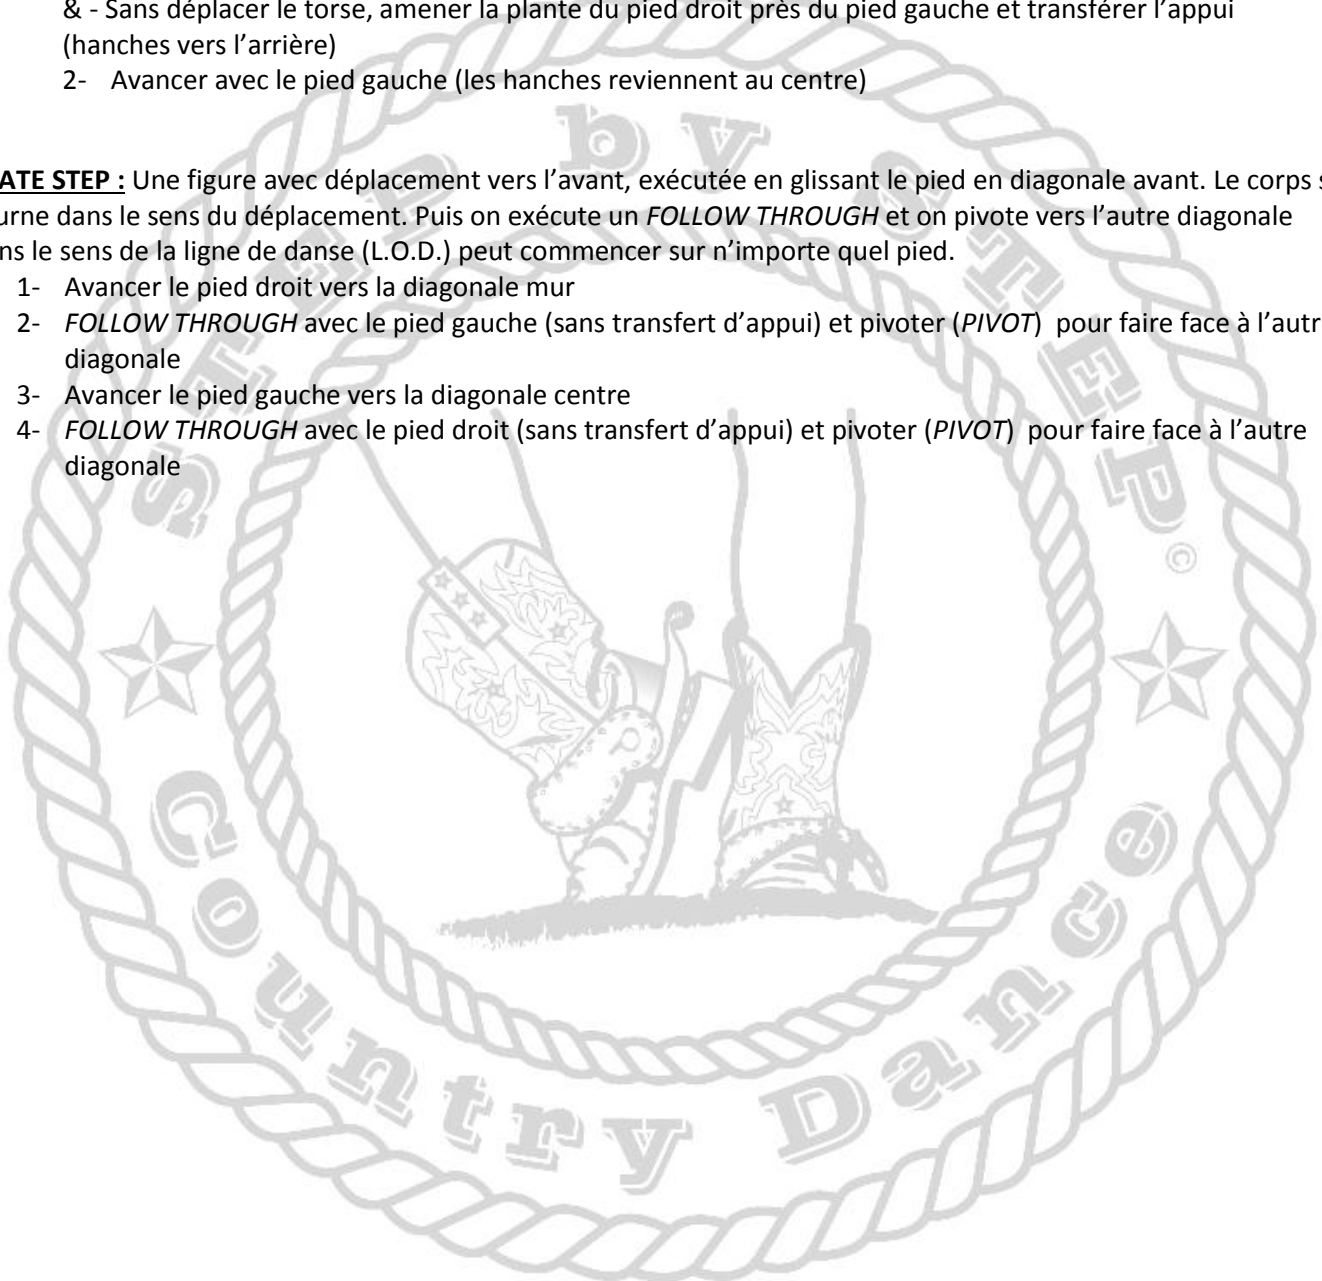 & - Sans déplacer le torse, amener la plante du pied droit près du pied gauche et transférer l’appui
(hanches vers l’arrière)
2- Avancer avec le pied gauche (les hanches reviennent au centre)
ATE STEP : Une figure avec déplacement vers l’avant, exécutée en glissant le pied en diagonale avant. Le corps s
urne dans le sens du déplacement. Puis on exécute un FOLLOW THROUGH et on pivote vers l’autre diagonale
ns le sens de la ligne de danse (L.O.D.) peut commencer sur n’importe quel pied.
1- Avancer le pied droit vers la diagonale mur
2- FOLLOW THROUGH avec le pied gauche (sans transfert d’appui) et pivoter (PIVOT) pour faire face à l’autr
diagonale
3- Avancer le pied gauche vers la diagonale centre
4- FOLLOW THROUGH avec le pied droit (sans transfert d’appui) et pivoter (PIVOT) pour faire face à l’autre
diagonale
STEP by STEP ©
Country Dance